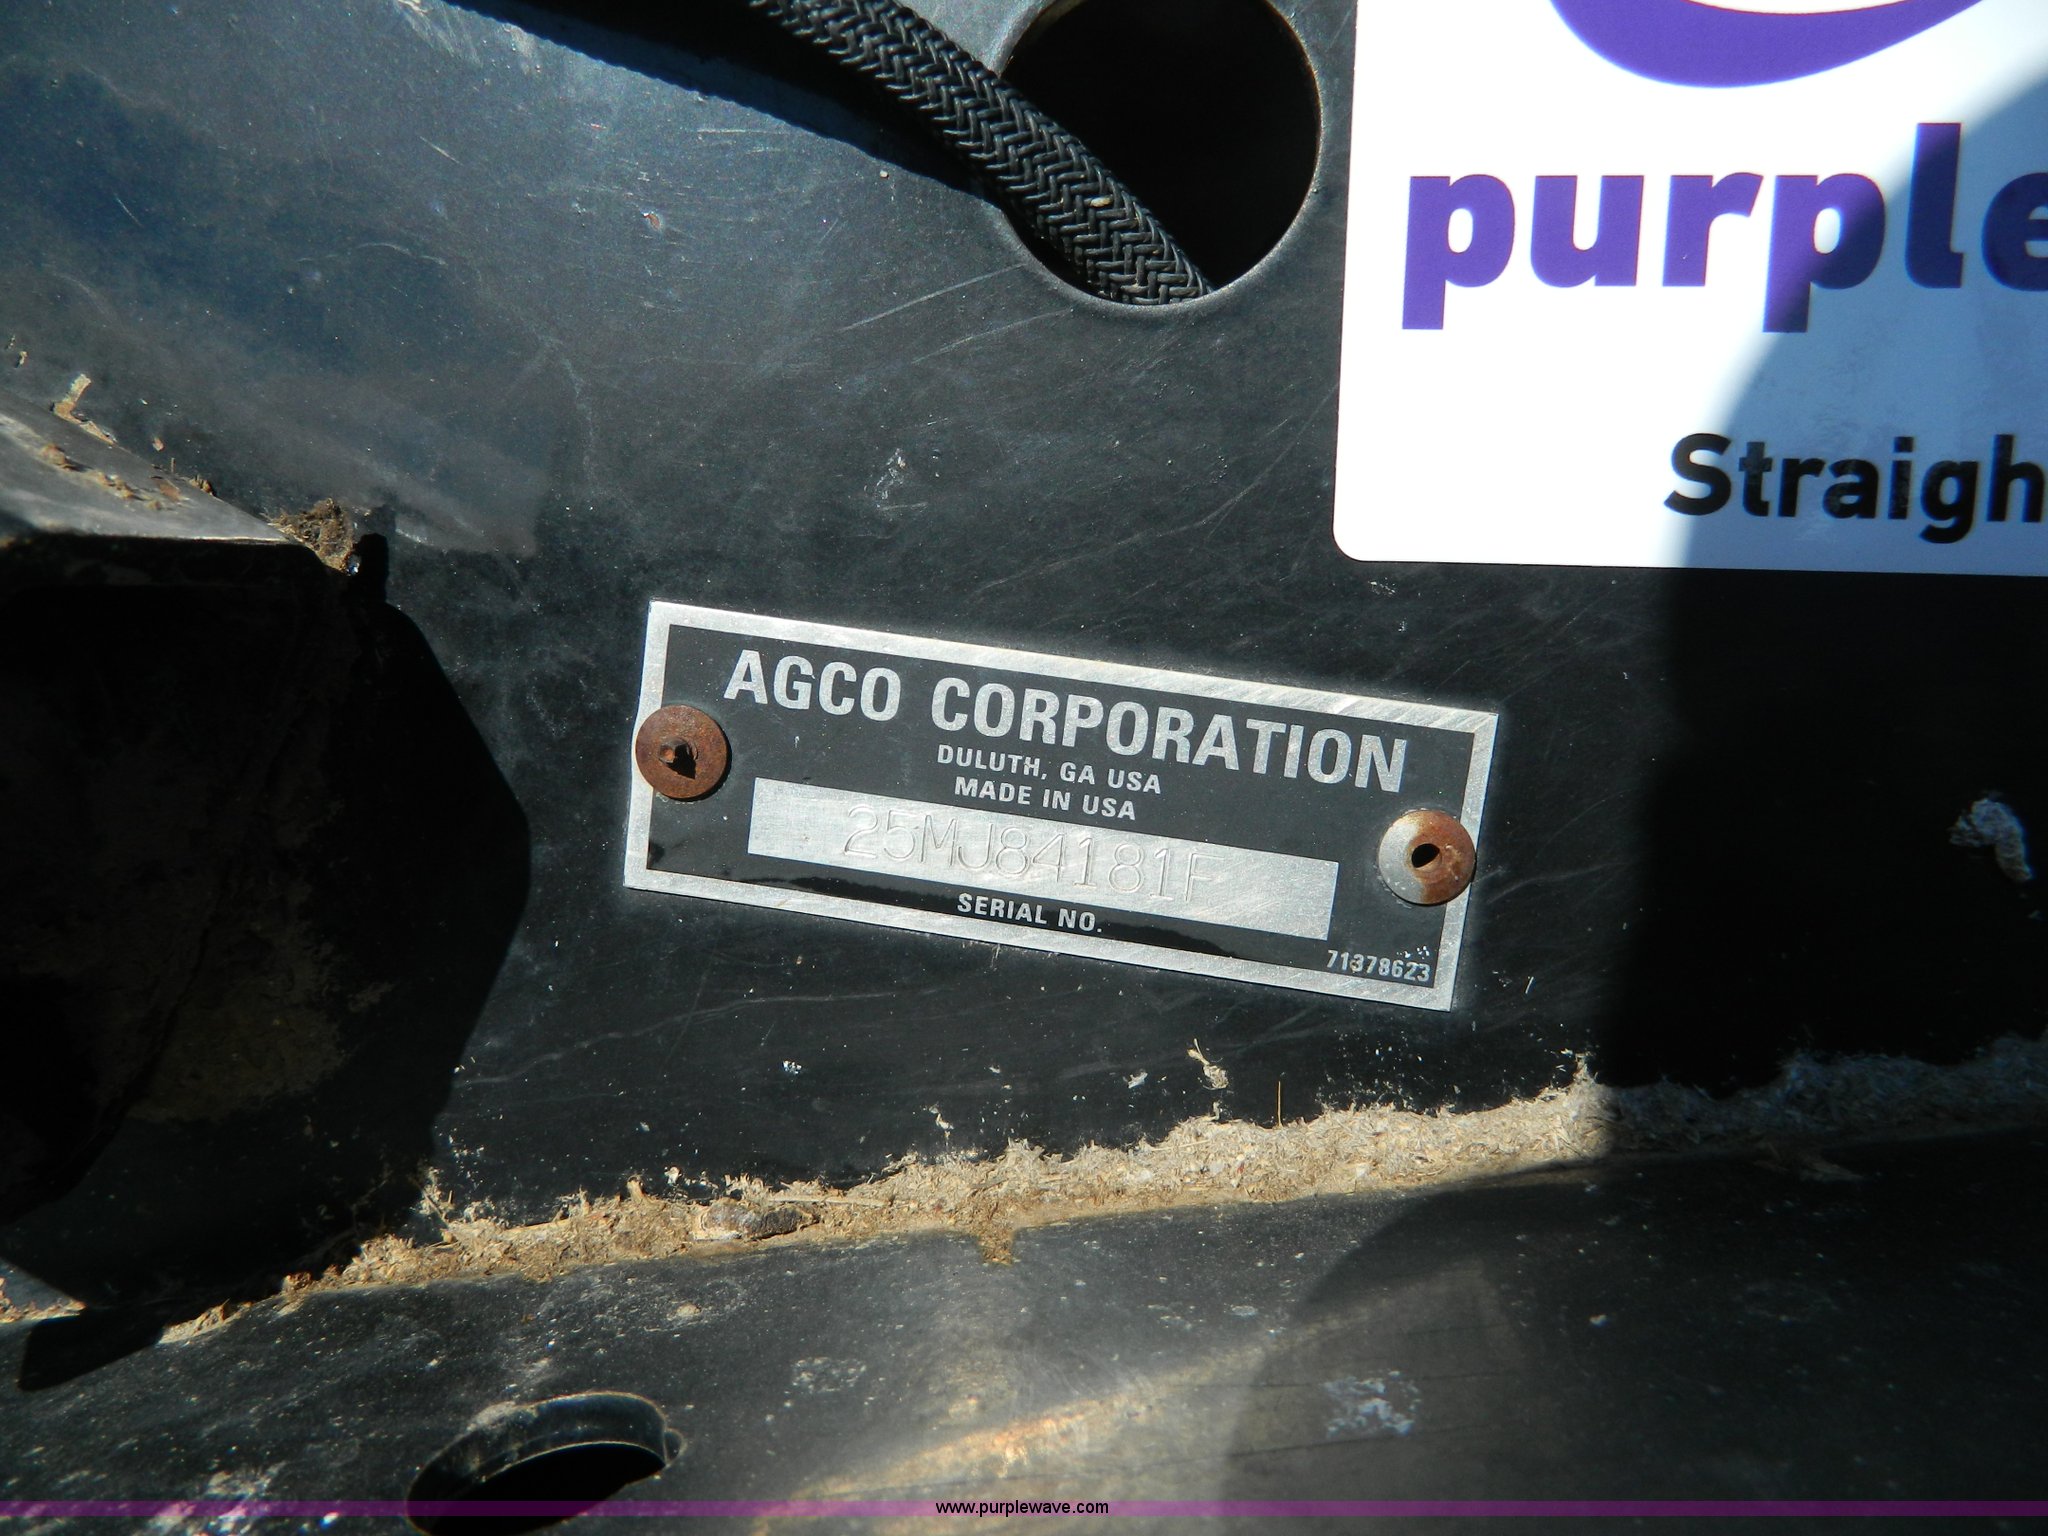 purple
Straigh
AGCO CORPORATION
DULUTH, GA USA
MADE IN USA
25MJ84181F
SERIAL NO.
71378623
www.purplewave.com